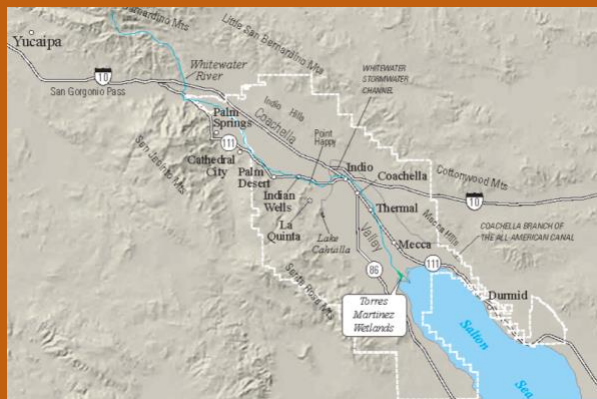 Bernardino Mts
Little San Bernardino Mts
Yucaipa
Whitewater
River
WHITEWATER
STORMWATER
CHANNEL
10
San Gorgonio Pass
Indio Hills
Palm
Springs
Coachella
Point
Happy
111
San Jacinto Mts
Cathedral
City
Indio
Palm
Desert
Coachella
Cottonwood Mts
10
Indian
Wells
Thermal
La
Quinta
Mecca Hills
COACHELLA BRANCH OF
THE ALL-AMERICAN CANAL
Lake
Cahuilla
Valley
Mecca
111
86
Santa Rosa Mts
Durmid
Torres
Martinez
Wetlands
Salton
Sea